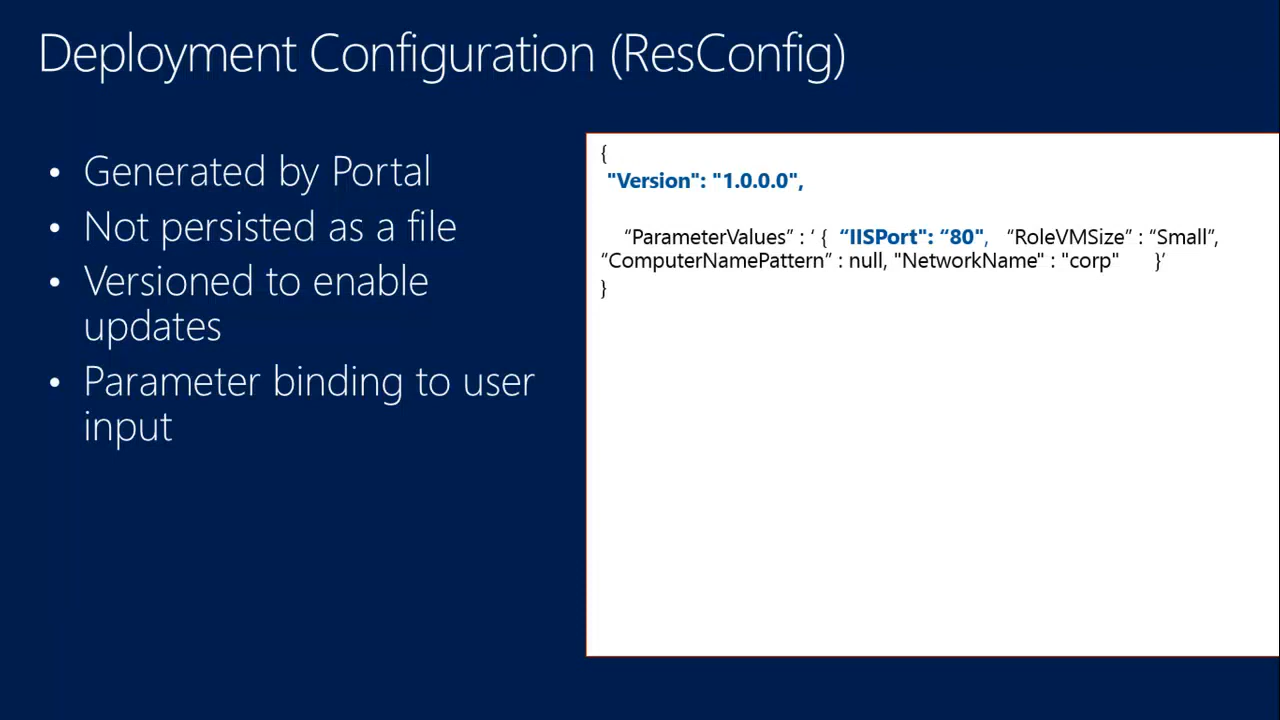 Deployment Configuration (ResConfig)
• Generated by Portal
• Not persisted as a file
• Versioned to enable
updates
• Parameter binding to user
input
{
"Version": "1.0.0.0",
“ParameterValues” : ‘ { “IISPort": “80", “RoleVMSize” : “Small”,
“ComputerNamePattern” : null, "NetworkName" : "corp" }’
}